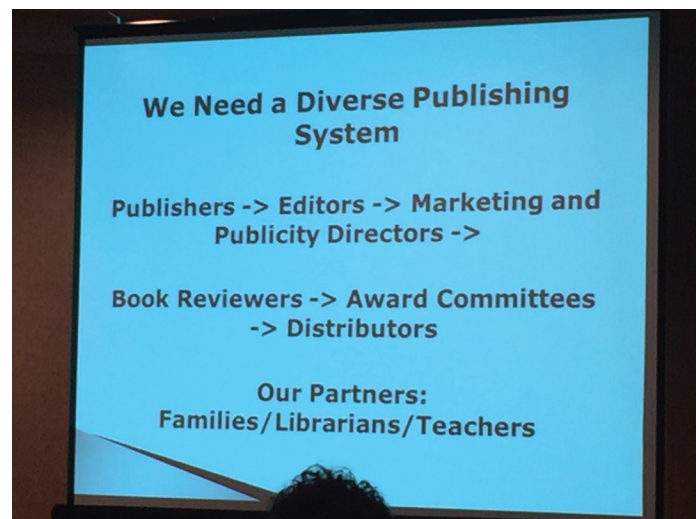 We Need a Diverse Publishing
System
Publishers -> Editors -> Marketing and
Publicity Directors ->
Book Reviewers -> Award Committees
-> Distributors
Our Partners:
Families/Librarians/Teachers